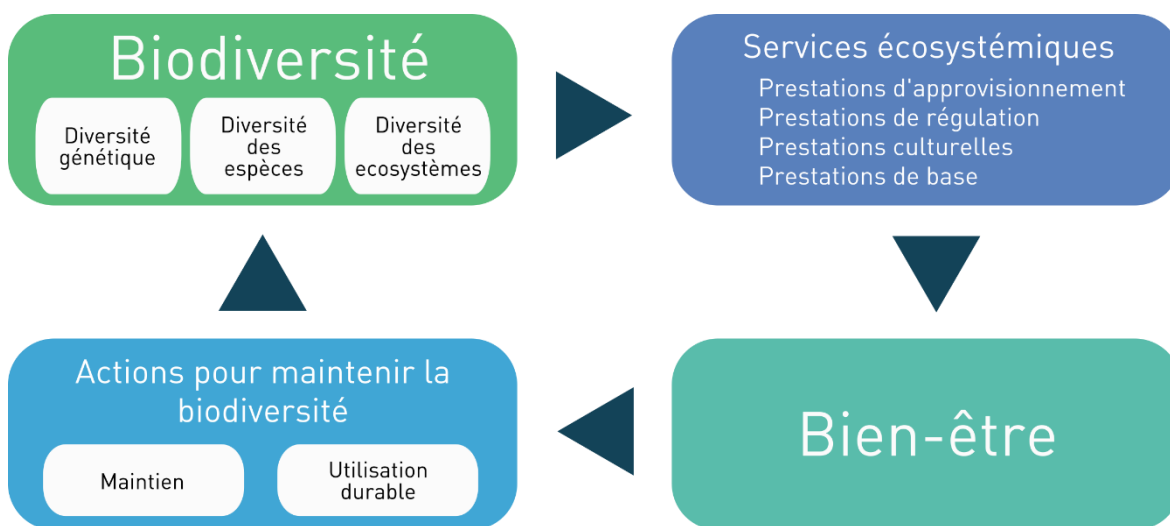 Biodiversité
Diversité
génétique
Diversité
des
espèces
Diversité
des
ecosystèmes
Services écosystémiques
Prestations d'approvisionnement
Prestations de régulation
Prestations culturelles
Prestations de base
Actions pour maintenir la
biodiversité
Maintien
Utilisation
durable
Bien-être